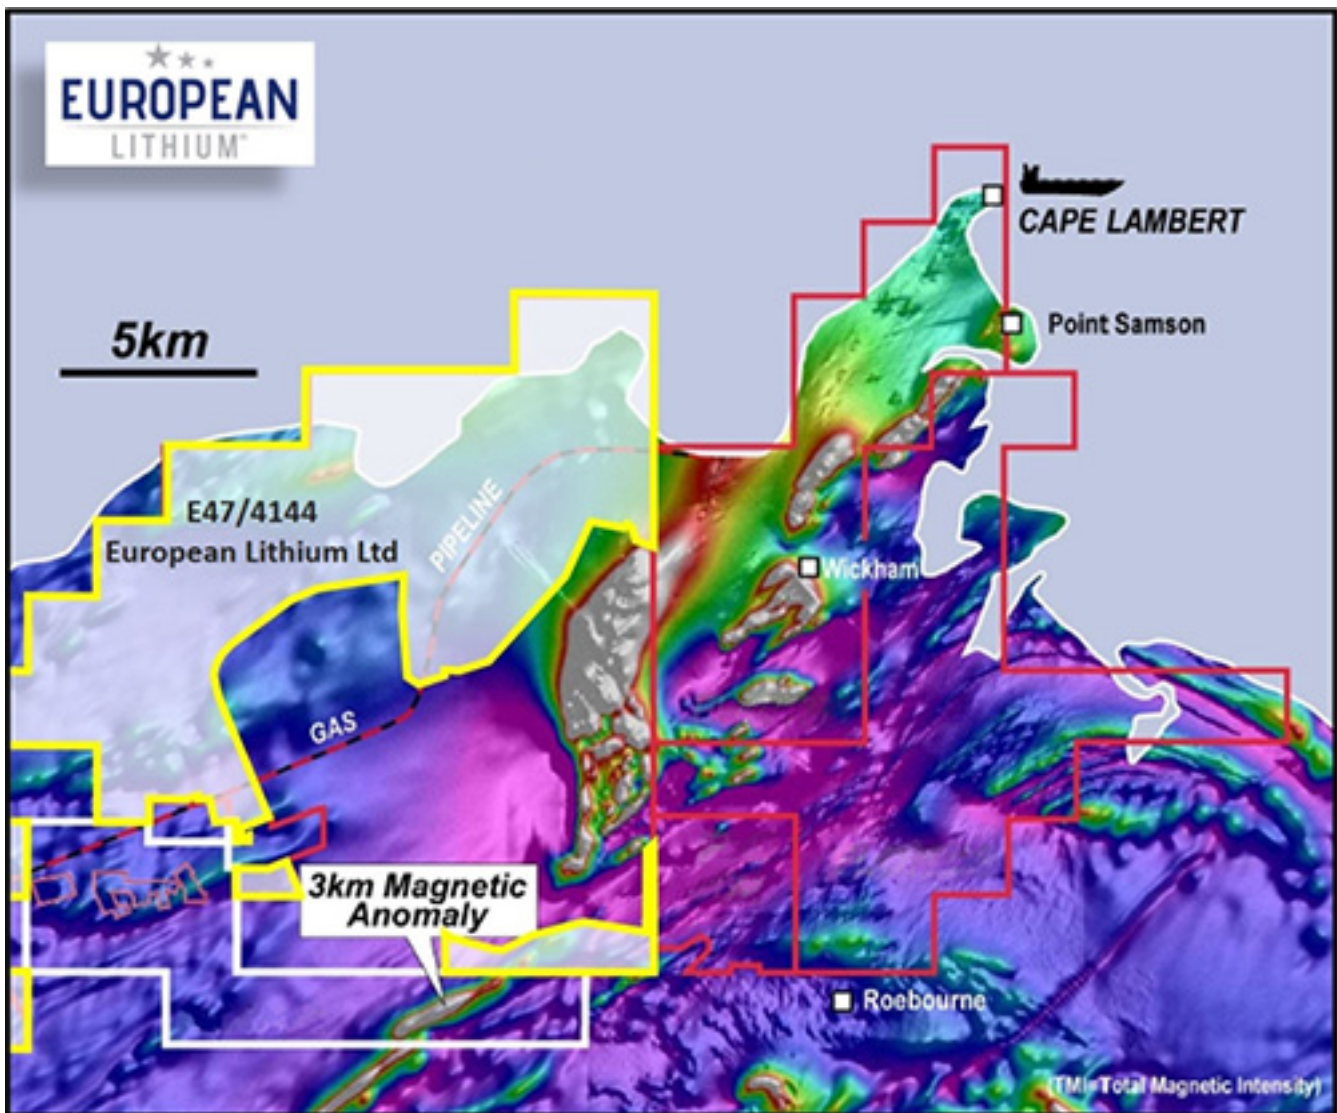 EUROPEAN
LITHIUM
CAPE LAMBERT
Point Samson
5km
E47/4144
European Lithium Ltd
PIPELINE
Wickham
GAS
3km Magnetic
Anomaly
Roebourne
(TMI=Total Magnetic Intensity)